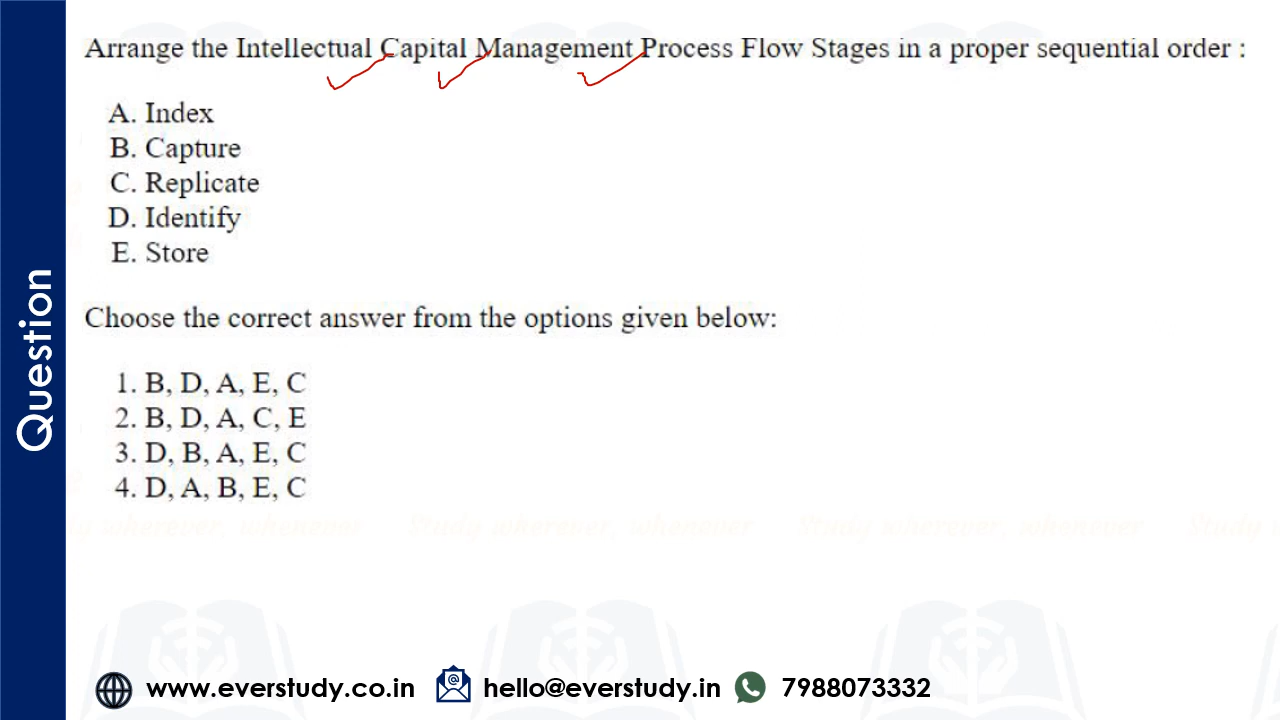 Arrange the Intellectual Capital Management Process Flow Stages in a proper sequential order :
A. Index
B. Capture
C. Replicate
D. Identify
E. Store
Choose the correct answer from the options given below:
1. B, D, A, E, C
2. B, D, A, C, E
3. D, B, A, E, C
4. D, A, B, E, C
Question
Study wherever, whenever Study wherever, whenever Study wherever, whenever Study
www.everstudy.co.in hello@everstudy.co.in 7988073332